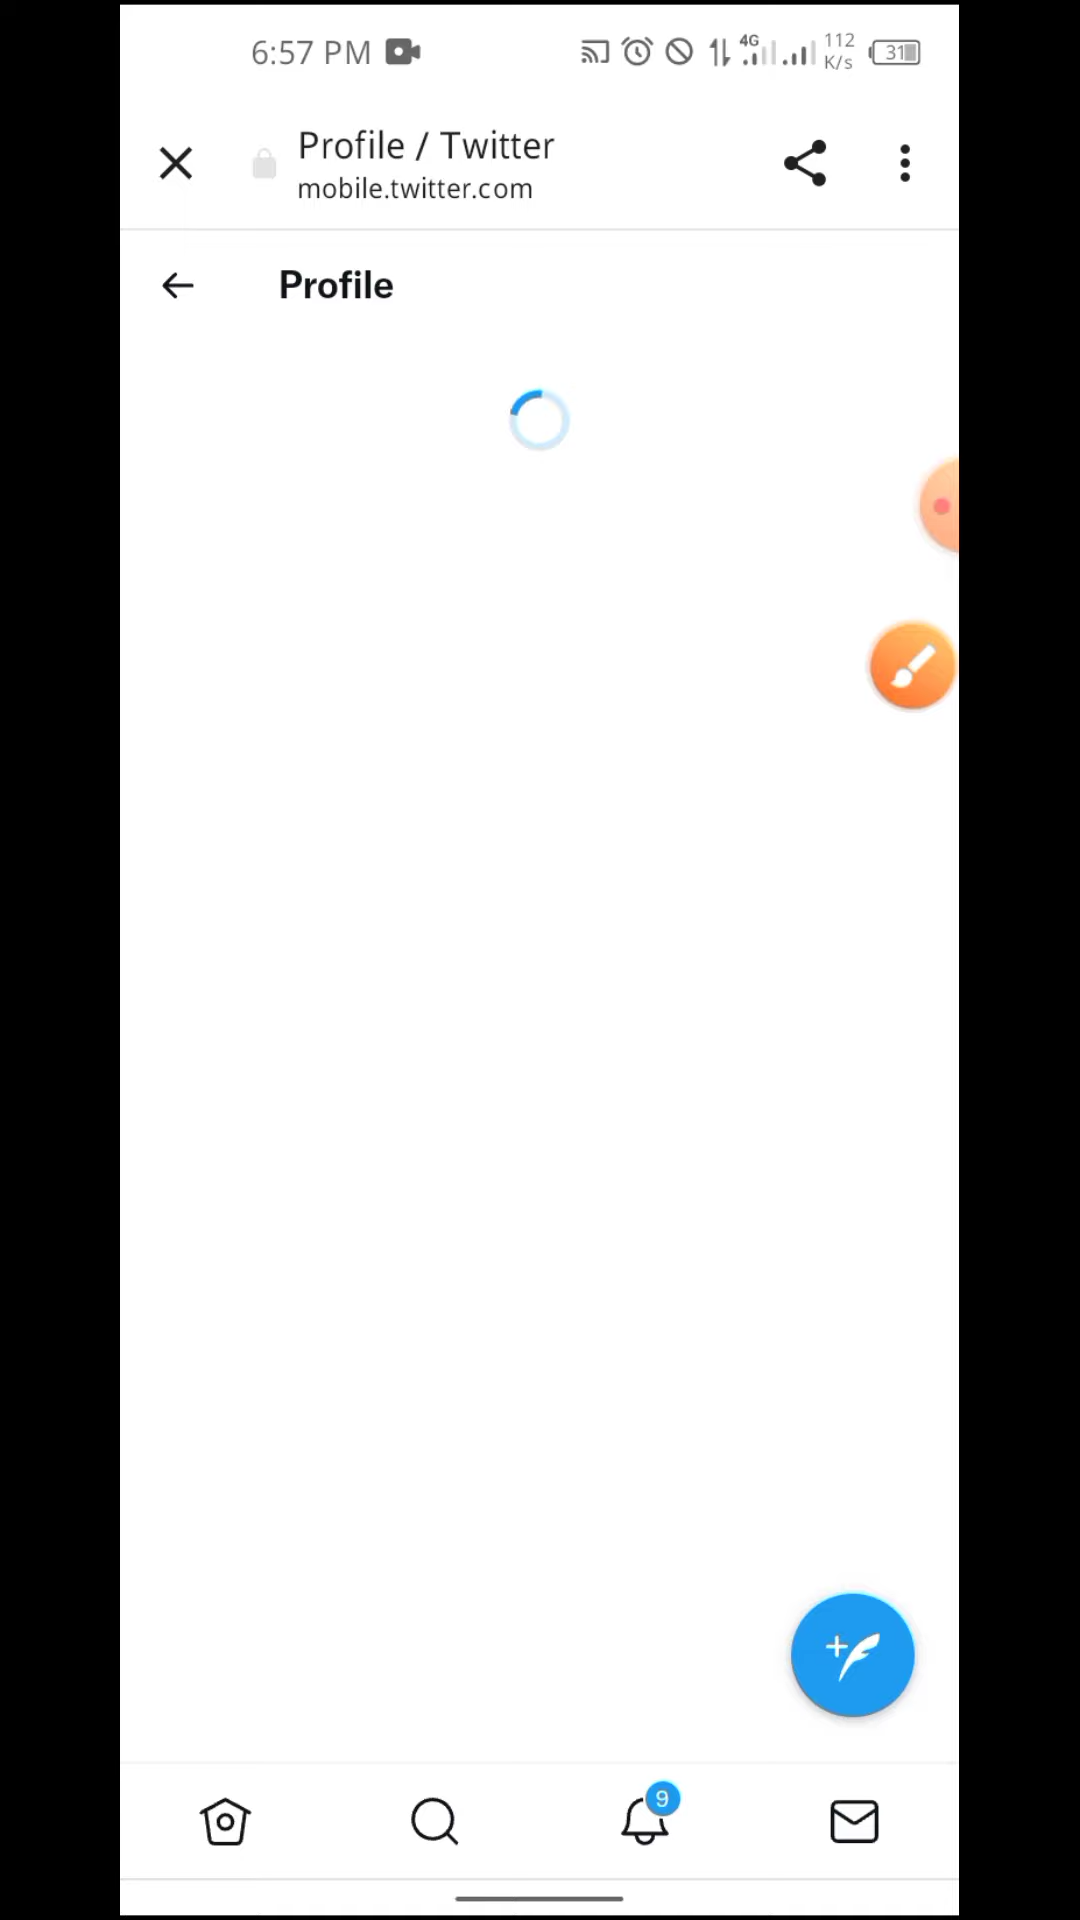 6:57 PM
4G
112
K/s
31
Profile / Twitter
mobile.twitter.com
Profile
9